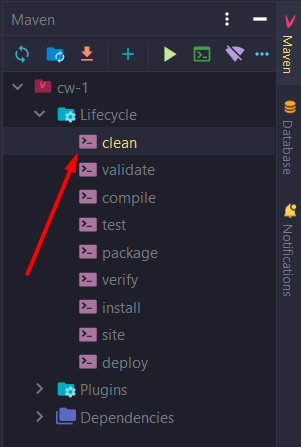 Maven
cw-1
Lifecycle
clean
validate
compile
test
package
verify
install
site
deploy
Plugins
Dependencies
Maven
Database
Notifications